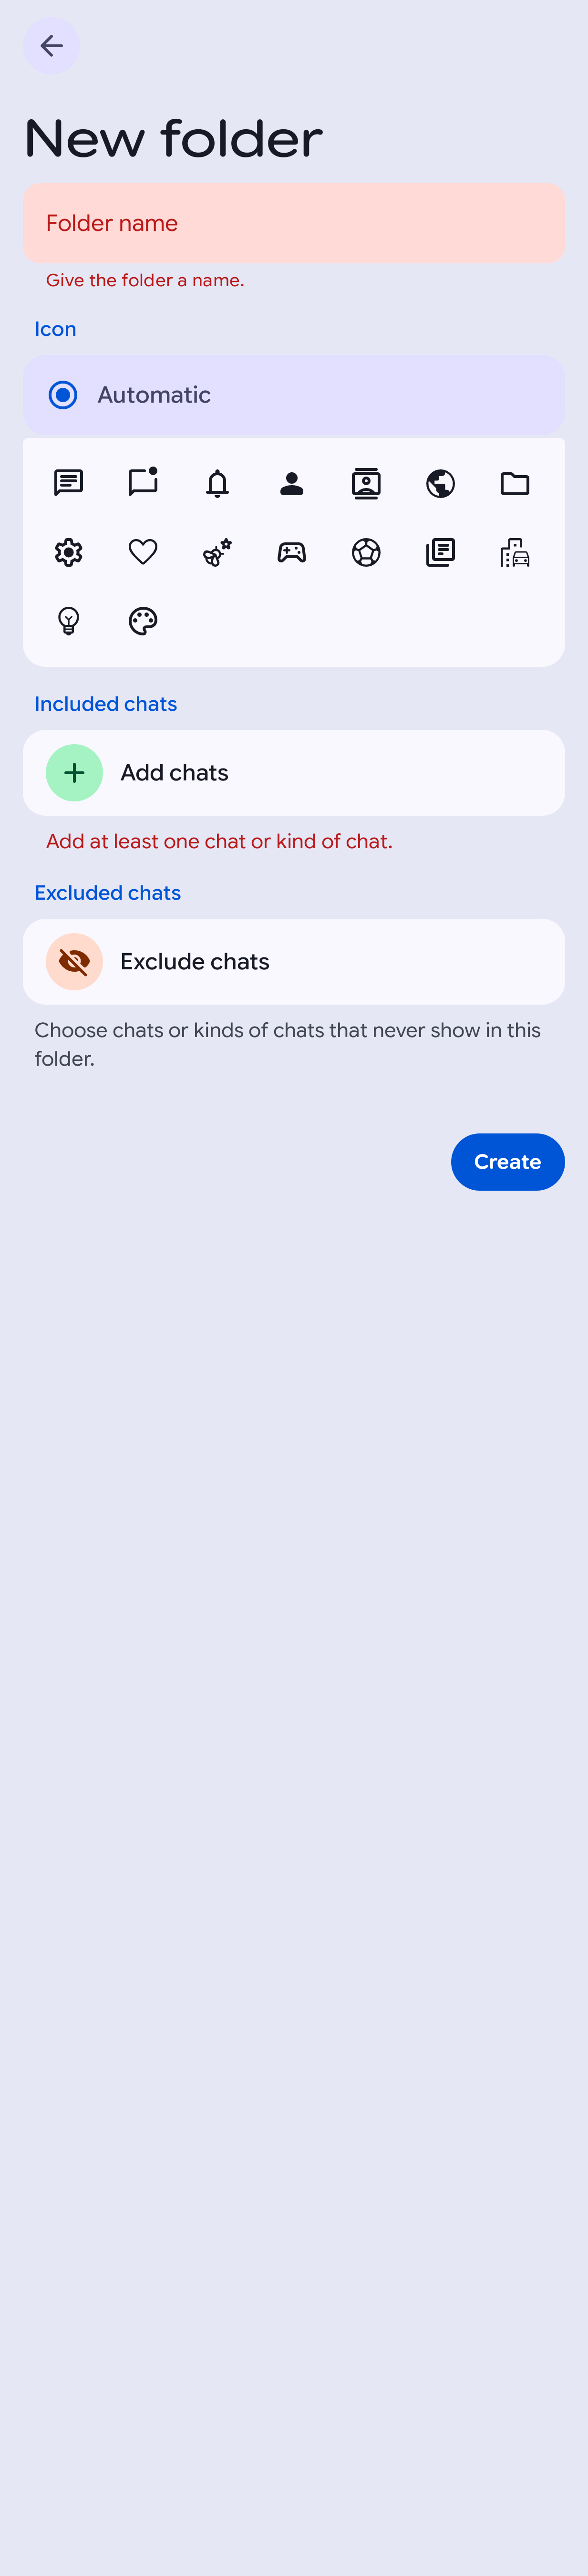 New folder
Folder name
Give the folder a name.
Icon
Automatic
Included chats
Add chats
Add at least one chat or kind of chat.
Excluded chats
Exclude chats
Choose chats or kinds of chats that never show in this
folder.
Create